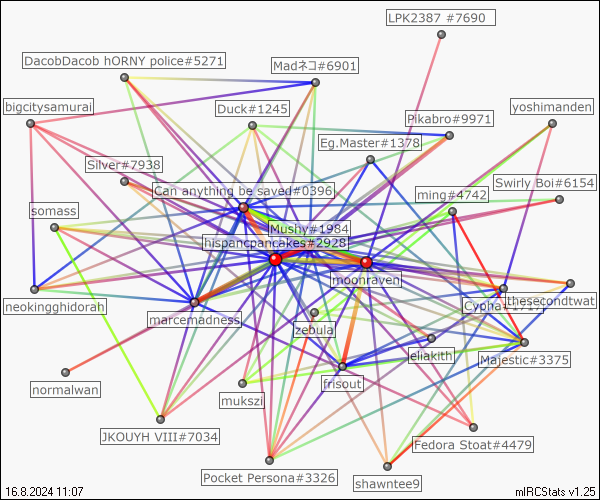 LPK2387 #7690
DacobDacob hORNY police#5271
Madネコ#6901
bigcitysamurai
Duck#1245
Pikabro#9971
yoshimanden
Eg.Master#1378
Silver#7938
Swirly Boi#6154
Can anything be saved#0396
ming#4742
somass
Mushy#1984
hispancpancakes#2928
moonraven
neokingghidorah
thesecondtwat
marcemadness
zebula
eliakith
Majestic#3375
normalwan
frisout
mukszi
JKOUYH VIII#7034
Fedora Stoat#4479
Pocket Persona#3326
shawntee9
16.8.2024 11:07
mIRCStats v1.25